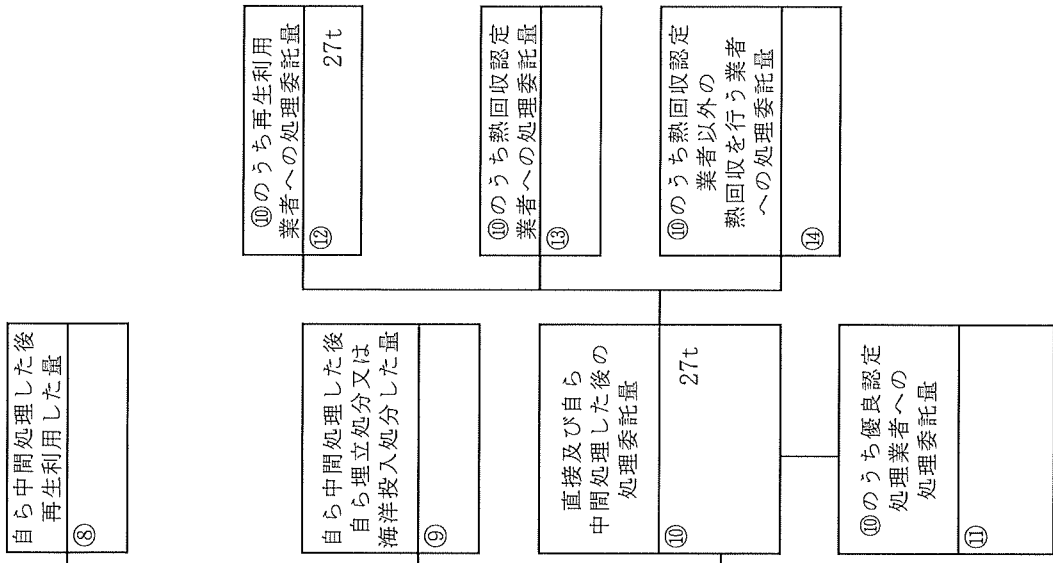 自ら中間処理した後
再生利用した量
⑧
自ら中間処理した後
自ら埋立処分又は
海洋投入処分した量
⑨
直接及び自ら
中間処理した後の
処理委託量
⑩
27t
⑩のうち優良認定
処理業者への
処理委託量
⑪
⑩のうち再生利用
業者への処理委託量
⑫
27t
⑩のうち熱回収認定
業者への処理委託量
⑬
⑩のうち熱回収認定
業者以外の
熱回収を行う業者
への処理委託量
⑭